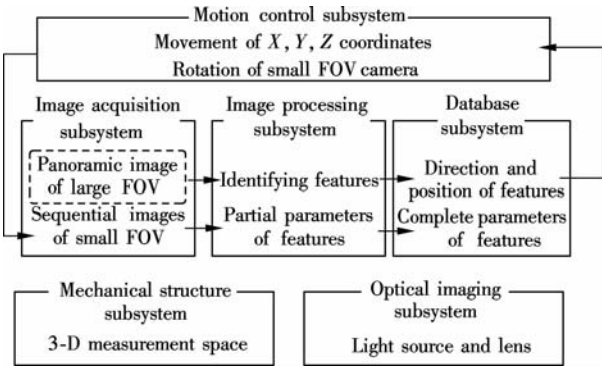 Motion control subsystem
Movement of X, Y, Z coordinates
Rotation of small FOV camera
Image acquisition
subsystem
Panoramic image
of large FOV
Sequential images
of small FOV
Image processing
subsystem
Identifying features
Partial parameters
of features
Database
subsystem
Direction and
position of features
Complete parameters
of features
Mechanical structure
subsystem
3-D measurement space
Optical imaging
subsystem
Light source and lens